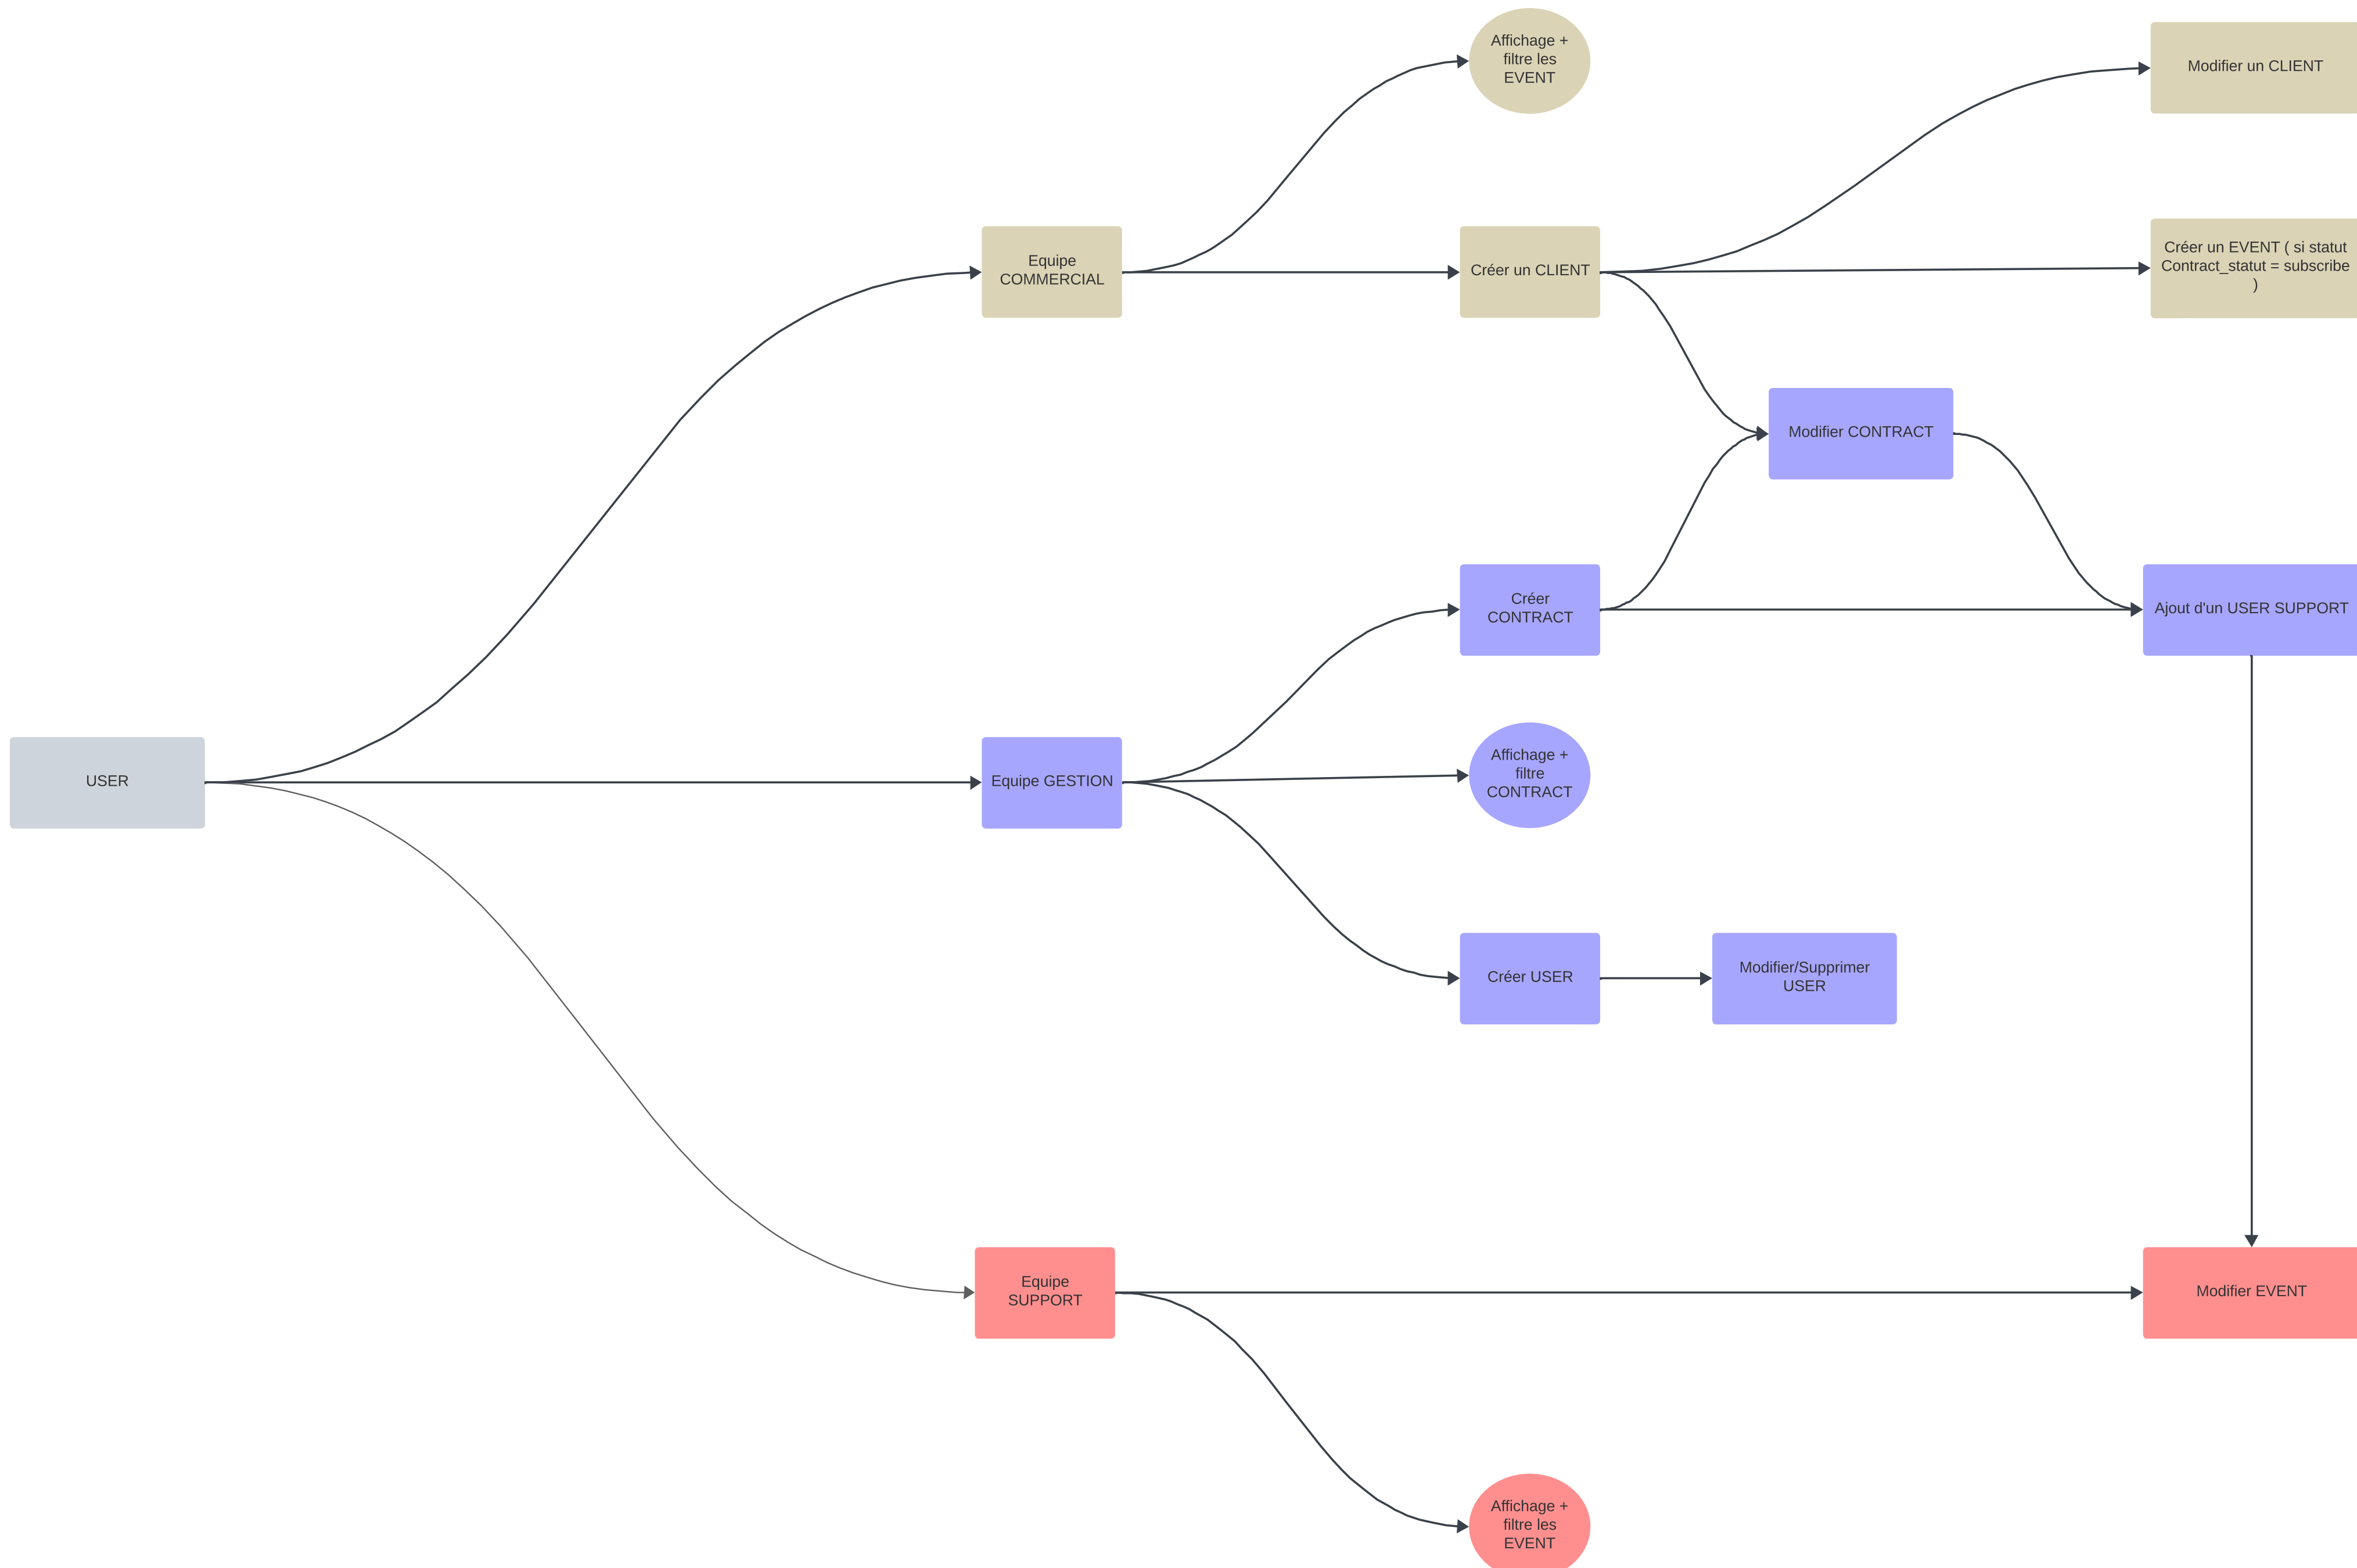 Affichage +
filtre les
EVENT
Modifier un CLIENT
Equipe
COMMERCIAL
Créer un CLIENT
Créer un EVENT ( si statut
Contract_statut = subscribe
)
Modifier CONTRACT
Créer
CONTRACT
Ajout d'un USER SUPPORT
USER
Equipe GESTION
Affichage +
filtre
CONTRACT
Créer USER
Modifier/Supprimer
USER
Equipe
SUPPORT
Modifier EVENT
Affichage +
filtre les
EVENT